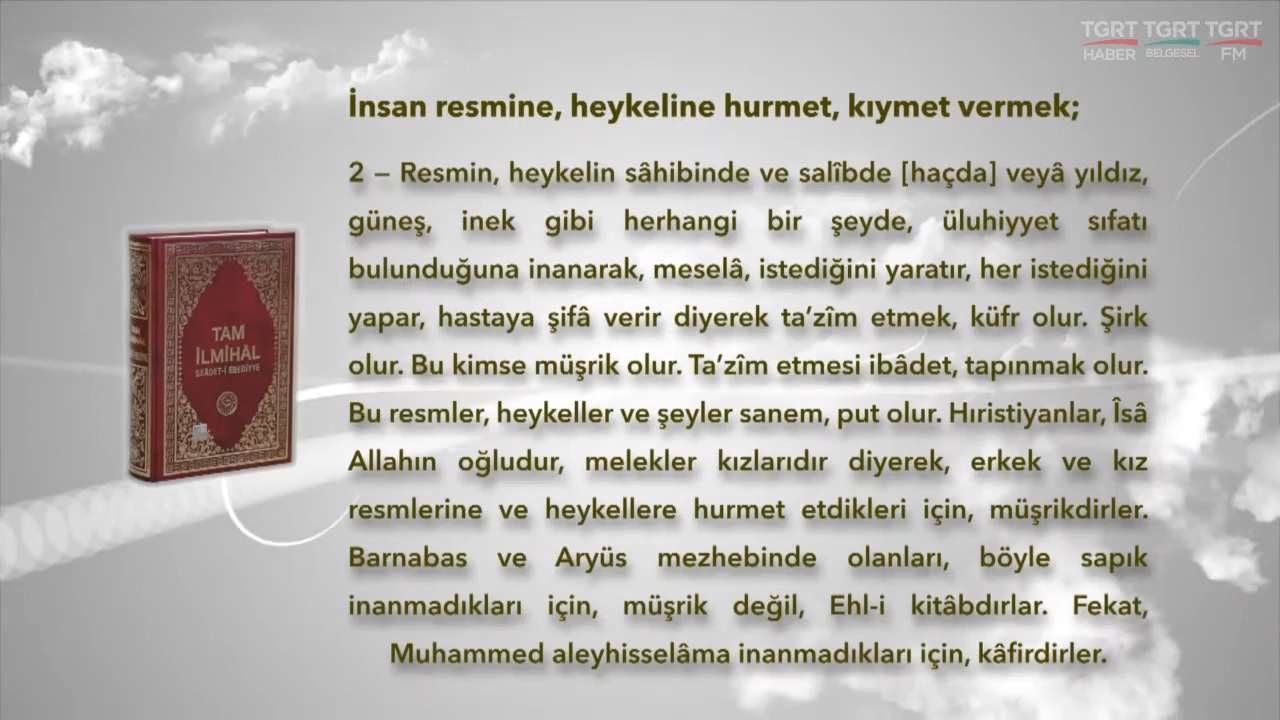 TGRT TGRT TGRT
HABER BELGESEL FM
İnsan resmine, heykeline hurmet, kıymet vermek;
2 – Resmin, heykelin sâhibinde ve salîbde [haçda] veyâ yıldız,
güneş, inek gibi herhangi bir şeyde, üluhiyyet sıfatı
bulunduğuna inanarak, meselâ, istediğini yaratır, her istediğini
yapar, hastaya şifâ verir diyerek ta’zîm etmek, küfr olur. Şirk
olur. Bu kimse müşrik olur. Ta’zîm etmesi ibâdet, tapınmak olur.
Bu resmler, heykeller ve şeyler sanem, put olur. Hıristiyanlar, Îsâ
Allahın oğludur, melekler kızlarıdır diyerek, erkek ve kız
resmlerine ve heykellere hurmet etdikleri için, müşrikdirler.
Barnabas ve Aryüs mezhebinde olanları, böyle sapık
inanmadıkları için, müşrik değil, Ehl-i kitâbdırlar. Fekat,
Muhammed aleyhisselâma inanmadıkları için, kâfirdirler.
TAM
İLMİHAL
SEÂDET-İ EBEDİYYE
TAM
İLMİHAL